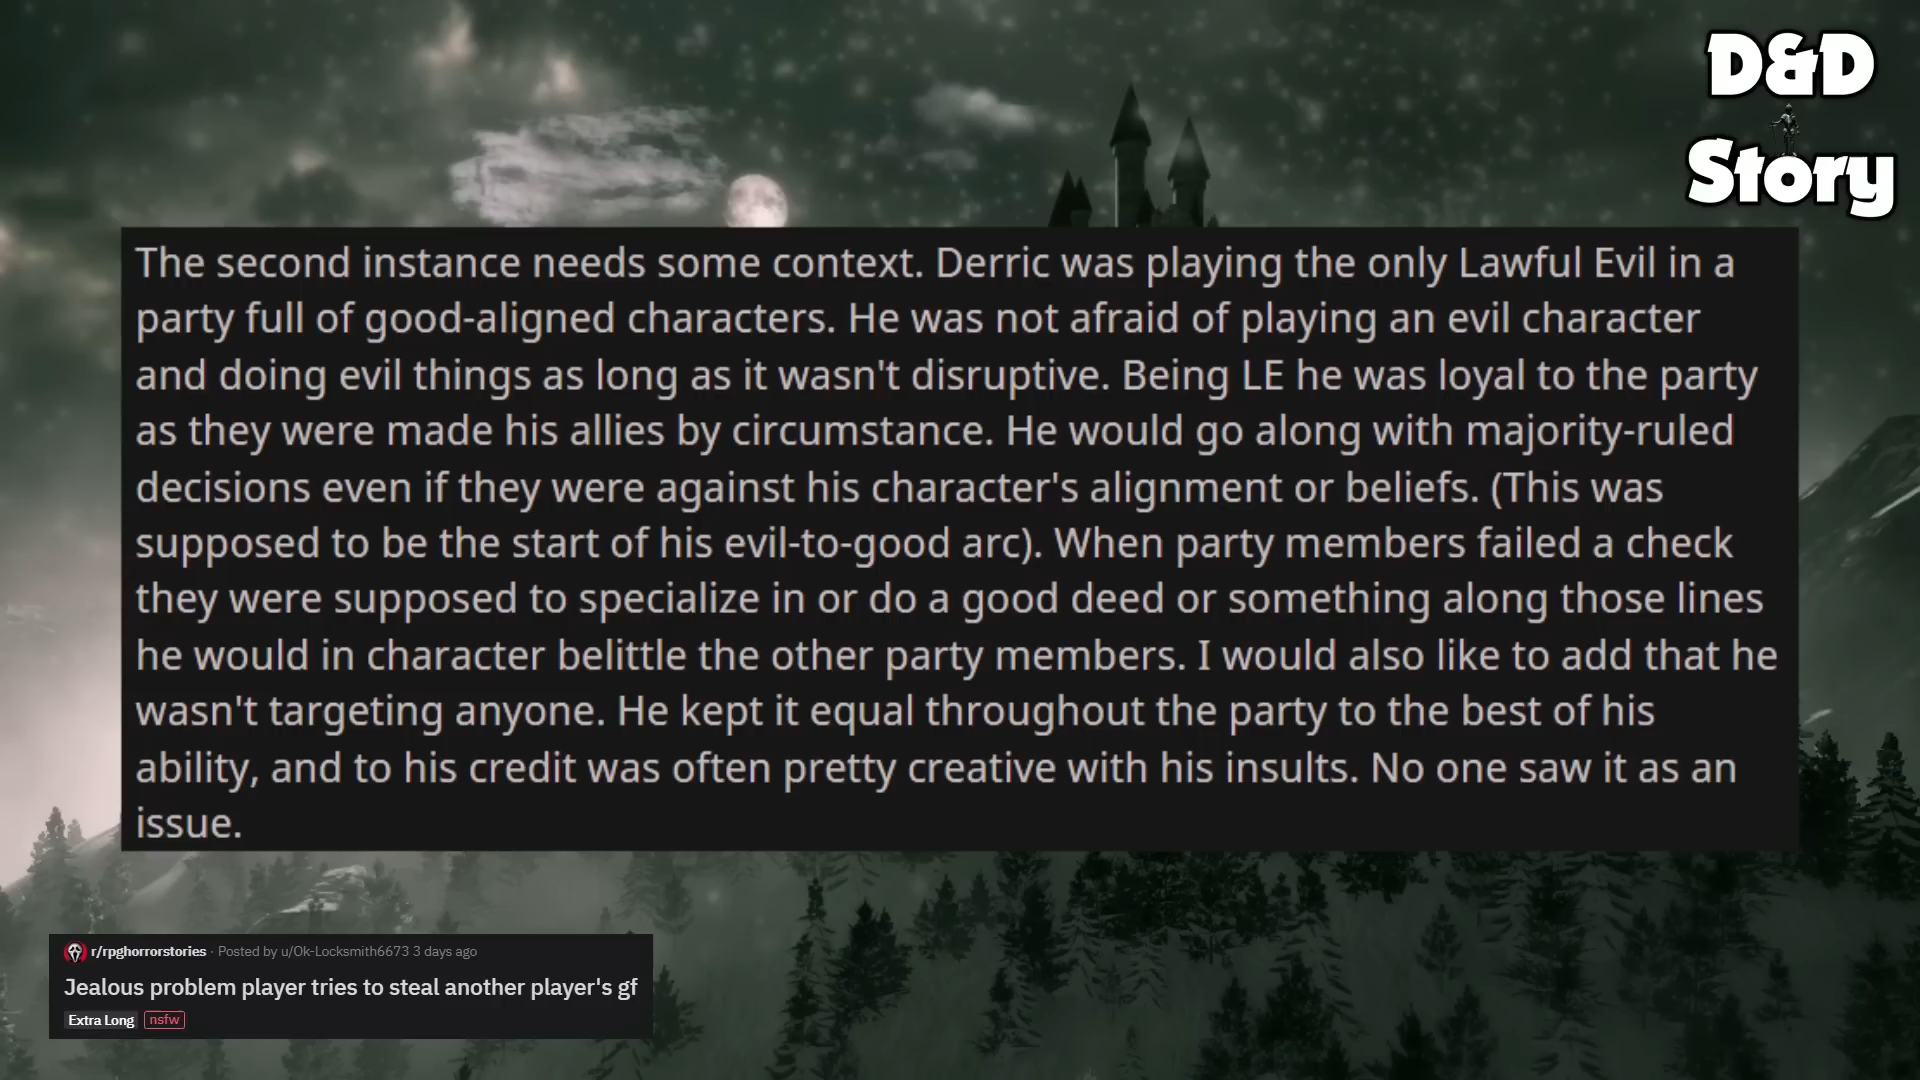 D&D
Story
The second instance needs some context. Derric was playing the only Lawful Evil in a
party full of good-aligned characters. He was not afraid of playing an evil character
and doing evil things as long as it wasn't disruptive. Being LE he was loyal to the party
as they were made his allies by circumstance. He would go along with majority-ruled
decisions even if they were against his character's alignment or beliefs. (This was
supposed to be the start of his evil-to-good arc). When party members failed a check
they were supposed to specialize in or do a good deed or something along those lines
he would in character belittle the other party members. I would also like to add that he
wasn't targeting anyone. He kept it equal throughout the party to the best of his
ability, and to his credit was often pretty creative with his insults. No one saw it as an
issue.
r/rpghorrorstories · Posted by u/Ok-Locksmith6673 3 days ago
Jealous problem player tries to steal another player's gf
Extra Long nsfw